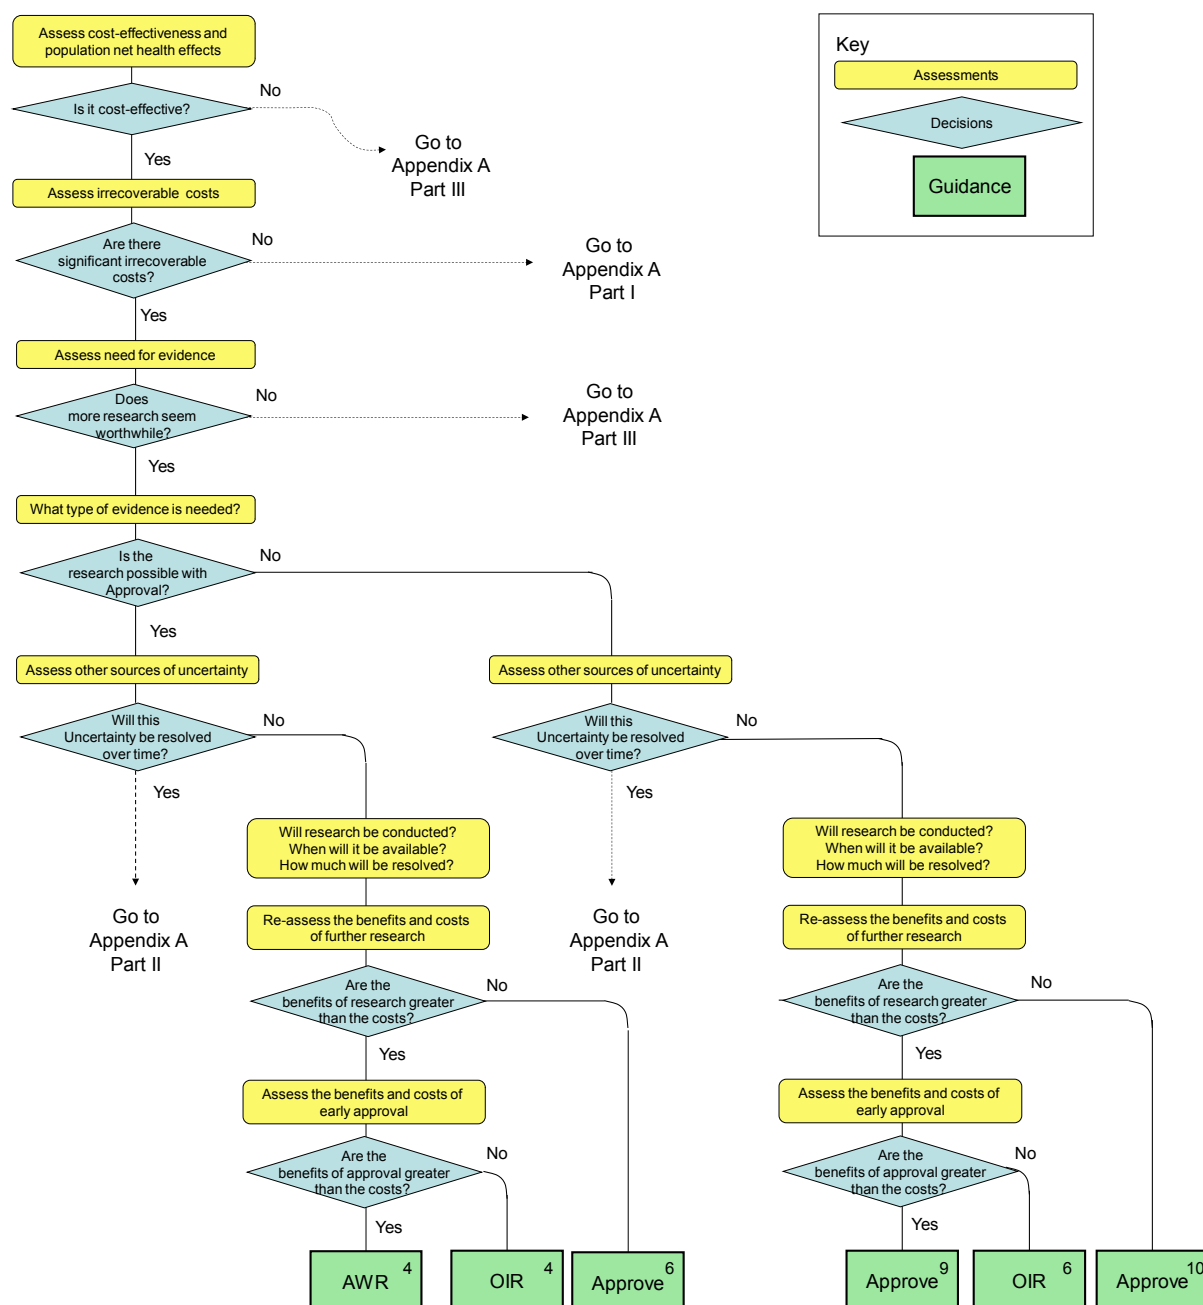 Assess cost-effectiveness and
population net health effects
No
Is it cost-effective?
Go to
Appendix A
Part III
Yes
Assess irrecoverable costs
No
Are there
significant irrecoverable
costs?
Go to
Appendix A
Part I
Yes
Assess need for evidence
No
Does
more research seem
worthwhile?
Go to
Appendix A
Part III
Yes
What type of evidence is needed?
No
Is the
research possible with
Approval?
Yes
Assess other sources of uncertainty
No
Will this
Uncertainty be resolved
over time?
Yes
Go to
Appendix A
Part II
Will research be conducted?
When will it be available?
How much will be resolved?
Re-assess the benefits and costs
of further research
No
Are the
benefits of research greater
than the costs?
Yes
Assess the benefits and costs of
early approval
No
Are the
benefits of approval greater
than the costs?
Yes
AWR 4
OIR 4
Approve 6
Assess other sources of uncertainty
No
Will this
Uncertainty be resolved
over time?
Yes
Go to
Appendix A
Part II
Will research be conducted?
When will it be available?
How much will be resolved?
Re-assess the benefits and costs
of further research
No
Are the
benefits of research greater
than the costs?
Yes
Assess the benefits and costs of
early approval
No
Are the
benefits of approval greater
than the costs?
Yes
Approve 9
OIR 6
Approve 10
Key
Assessments
Decisions
Guidance